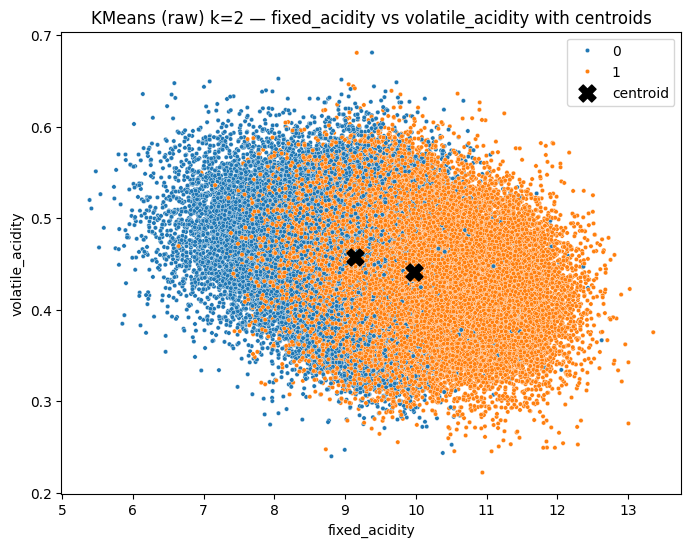 KMeans (raw) k=2 — fixed_acidity vs volatile_acidity with centroids
0
1
centroid
0.7
0.6
0.5
0.4
0.3
0.2
volatile_acidity
5 6 7 8 9 10 11 12 13
fixed_acidity